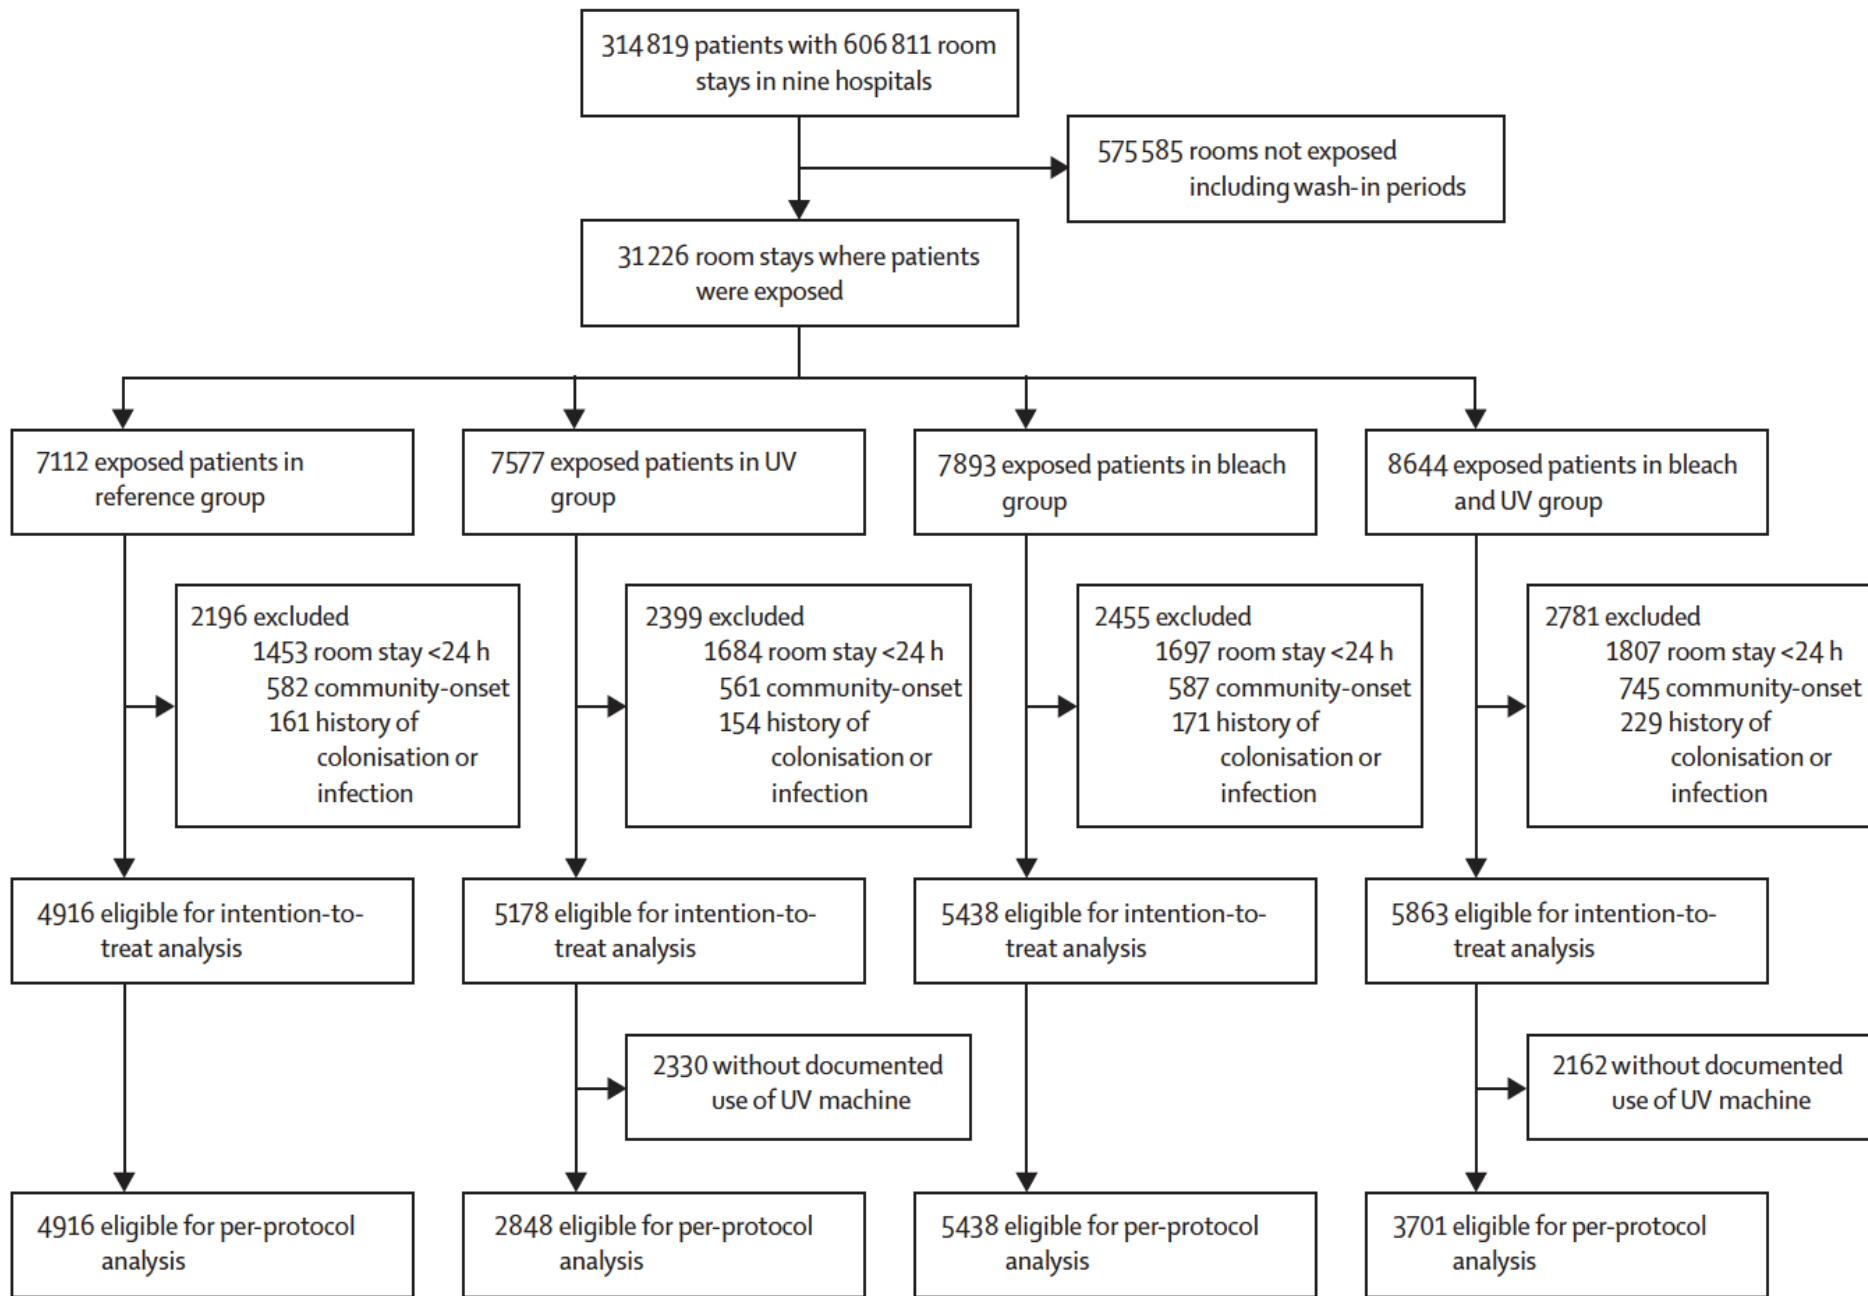 314 819 patients with 606 811 room
stays in nine hospitals
575 585 rooms not exposed
including wash-in periods
31 226 room stays where patients
were exposed
7112 exposed patients in
reference group
7577 exposed patients in UV
group
7893 exposed patients in bleach
group
8644 exposed patients in bleach
and UV group
2196 excluded
1453 room stay <24 h
582 community-onset
161 history of
colonisation or
infection
2399 excluded
1684 room stay <24 h
561 community-onset
154 history of
colonisation or
infection
2455 excluded
1697 room stay <24 h
587 community-onset
171 history of
colonisation or
infection
2781 excluded
1807 room stay <24 h
745 community-onset
229 history of
colonisation or
infection
4916 eligible for intention-to-
treat analysis
5178 eligible for intention-to-
treat analysis
5438 eligible for intention-to-
treat analysis
5863 eligible for intention-to-
treat analysis
2330 without documented
use of UV machine
2162 without documented
use of UV machine
4916 eligible for per-protocol
analysis
2848 eligible for per-protocol
analysis
5438 eligible for per-protocol
analysis
3701 eligible for per-protocol
analysis